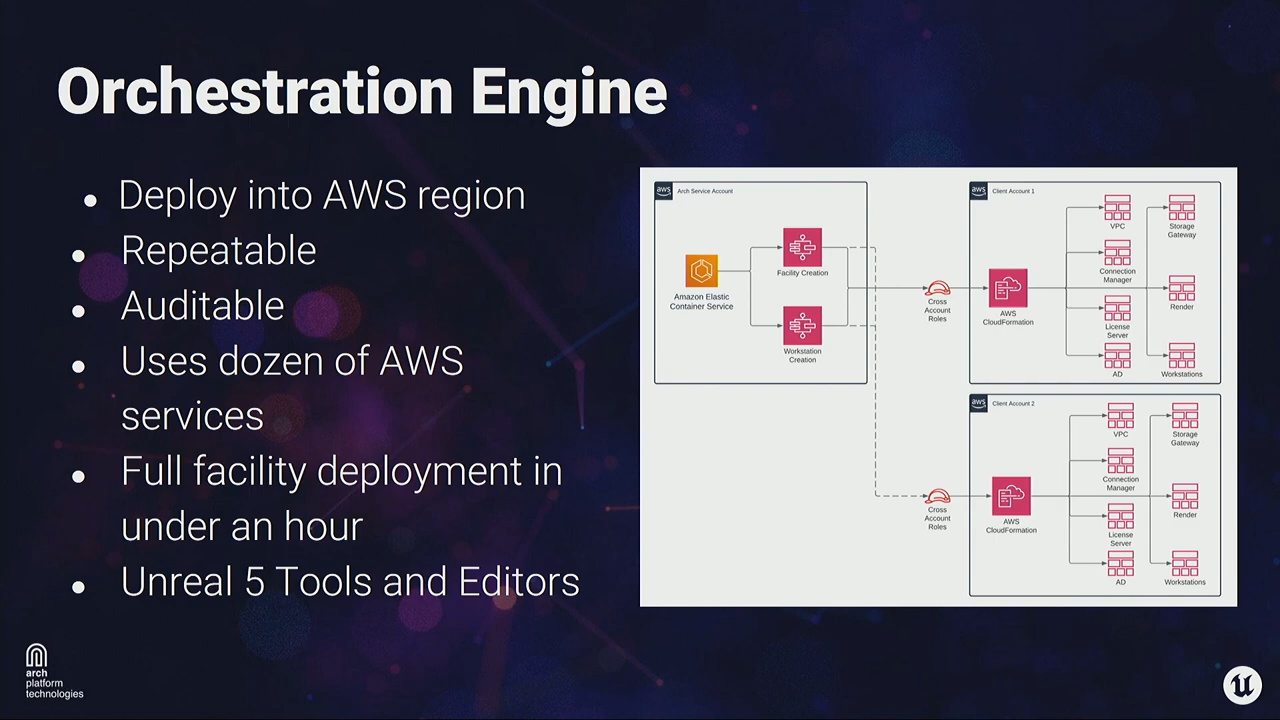 Orchestration Engine
• Deploy into AWS region
• Repeatable
• Auditable
• Uses dozen of AWS
services
• Full facility deployment in
under an hour
• Unreal 5 Tools and Editors
aws
Arch Service Account
Amazon Elastic
Container Service
Facility Creation
Workstation
Creation
Cross
Account
Roles
aws
Client Account 1
AWS
CloudFormation
VPC
Storage
Gateway
Connection
Manager
Render
License
Server
AD
Workstations
Cross
Account
Roles
aws
Client Account 2
AWS
CloudFormation
VPC
Storage
Gateway
Connection
Manager
Render
License
Server
AD
Workstations
arch
platform
technologies